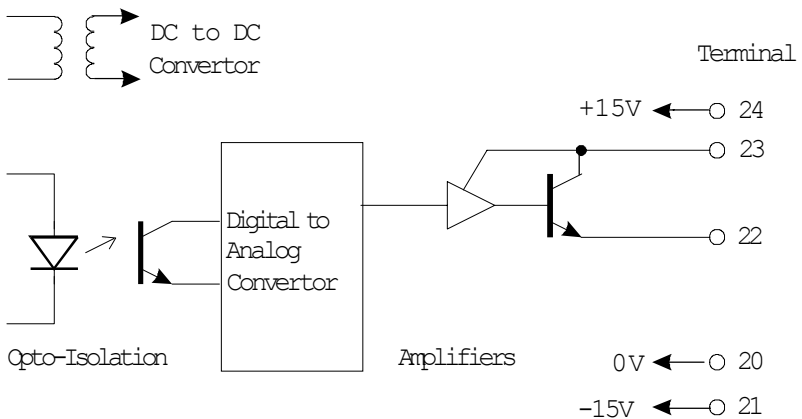 DC to DC
Convertor
Terminal
+15V 24
23
Digital to
Analog
Convertor
22
Opto-Isolation
Amplifiers
0V 20
-15V 21